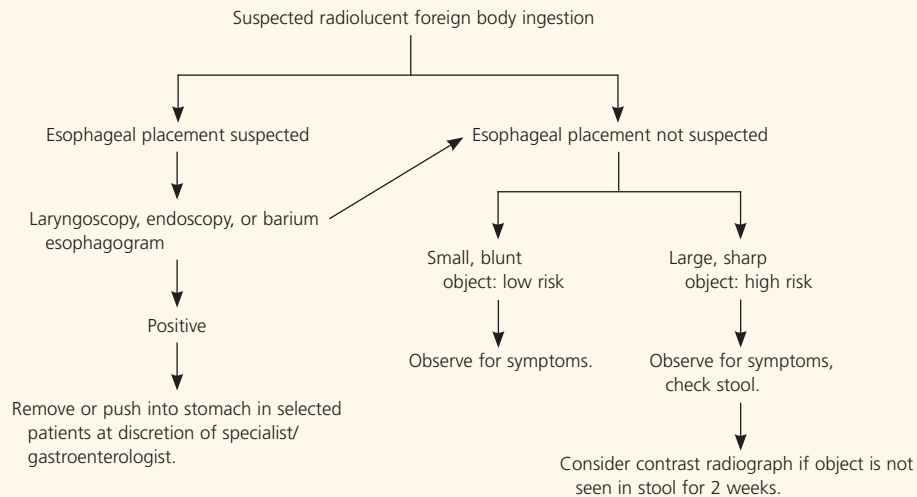 Suspected radiolucent foreign body ingestion
Esophageal placement suspected
Esophageal placement not suspected
Laryngoscopy, endoscopy, or barium
esophagogram
Small, blunt
object: low risk
Large, sharp
object: high risk
Positive
Observe for symptoms.
Observe for symptoms,
check stool.
Remove or push into stomach in selected
patients at discretion of specialist/
gastroenterologist.
Consider contrast radiograph if object is not
seen in stool for 2 weeks.